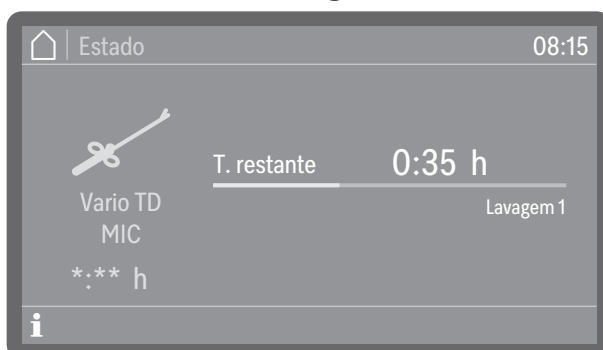 Estado 08:15
T. restante 0:35 h
Lavagem 1
Vario TD
MIC
*:** h
i